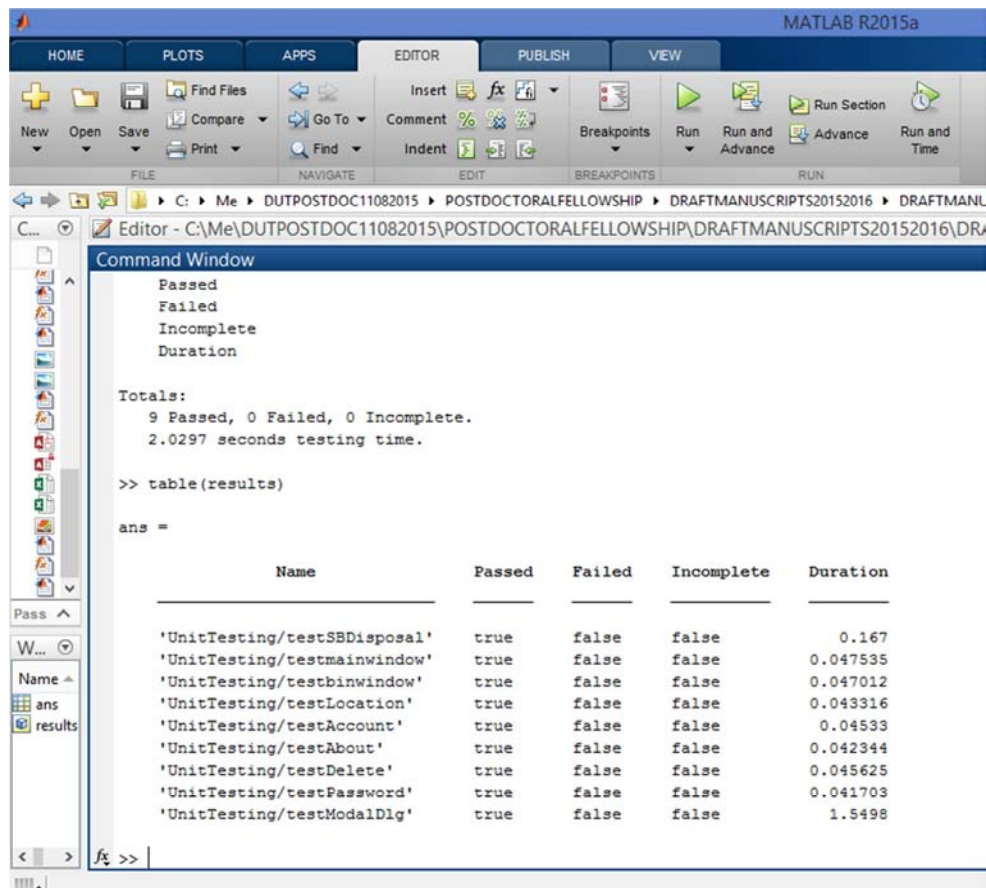 MATLAB R2015a
HOME PLOTS APPS EDITOR PUBLISH VIEW
New Open Save
Find Files
Compare
Print
Go To
Find
Insert fx
Comment %
Indent
Breakpoints
Run
Run and Advance
Run Section
Advance
Run and Time
FILE NAVIGATE EDIT BREAKPOINTS RUN
C: Me DUTPOSTDOC11082015 POSTDOCTORALFELLOWSHIP DRAFTMANUSCRIPTS20152016 DRAFTMANU
C... Editor - C:\Me\DUTPOSTDOC11082015\POSTDOCTORALFELLOWSHIP\DRAFTMANUSCRIPTS20152016\DRA
Command Window
Passed
Failed
Incomplete
Duration
Totals:
9 Passed, 0 Failed, 0 Incomplete.
2.0297 seconds testing time.
>> table(results)
ans =
Name Passed Failed Incomplete Duration
'UnitTesting/testSBDisposal' true false false 0.167
'UnitTesting/testmainwindow' true false false 0.047535
'UnitTesting/testbinwindow' true false false 0.047012
'UnitTesting/testLocation' true false false 0.043316
'UnitTesting/testAccount' true false false 0.04533
'UnitTesting/testAbout' true false false 0.042344
'UnitTesting/testDelete' true false false 0.045625
'UnitTesting/testPassword' true false false 0.041703
'UnitTesting/testModalDlg' true false false 1.5498
fx >>
Pass
W...
Name
ans
results